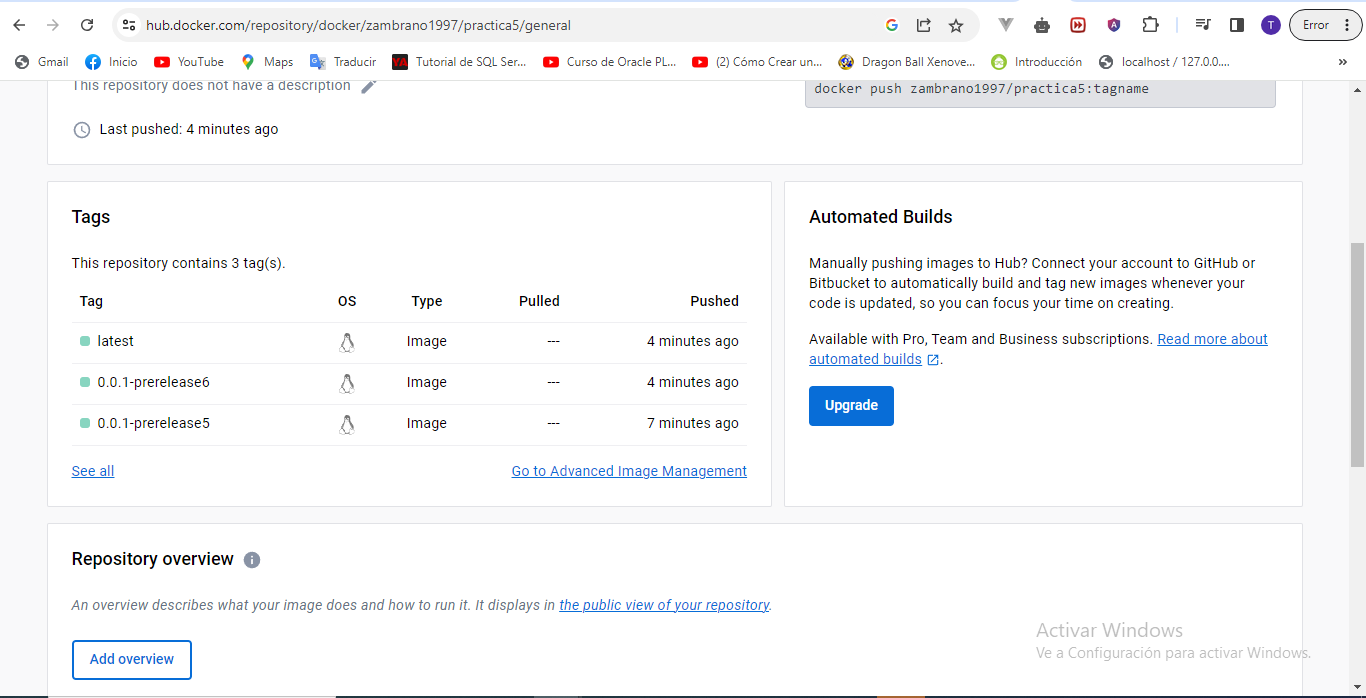 hub.docker.com/repository/docker/zambrano1997/practica5/general
T
Error
Gmail
Inicio
YouTube
Maps
Traducir
YA
Tutorial de SQL Ser...
Curso de Oracle PL...
(2) Cómo Crear un...
Dragon Ball Xenove...
Introducción
localhost / 127.0.0....
»
This repository does not have a description
docker push zambrano1997/practica5:tagname
Last pushed: 4 minutes ago
Tags
This repository contains 3 tag(s).
Tag OS Type Pulled Pushed
latest Image --- 4 minutes ago
0.0.1-prerelease6 Image --- 4 minutes ago
0.0.1-prerelease5 Image --- 7 minutes ago
See all
Go to Advanced Image Management
Automated Builds
Manually pushing images to Hub? Connect your account to GitHub or
Bitbucket to automatically build and tag new images whenever your
code is updated, so you can focus your time on creating.
Available with Pro, Team and Business subscriptions. Read more about
automated builds .
Upgrade
Repository overview
An overview describes what your image does and how to run it. It displays in the public view of your repository.
Add overview
Activar Windows
Ve a Configuración para activar Windows.